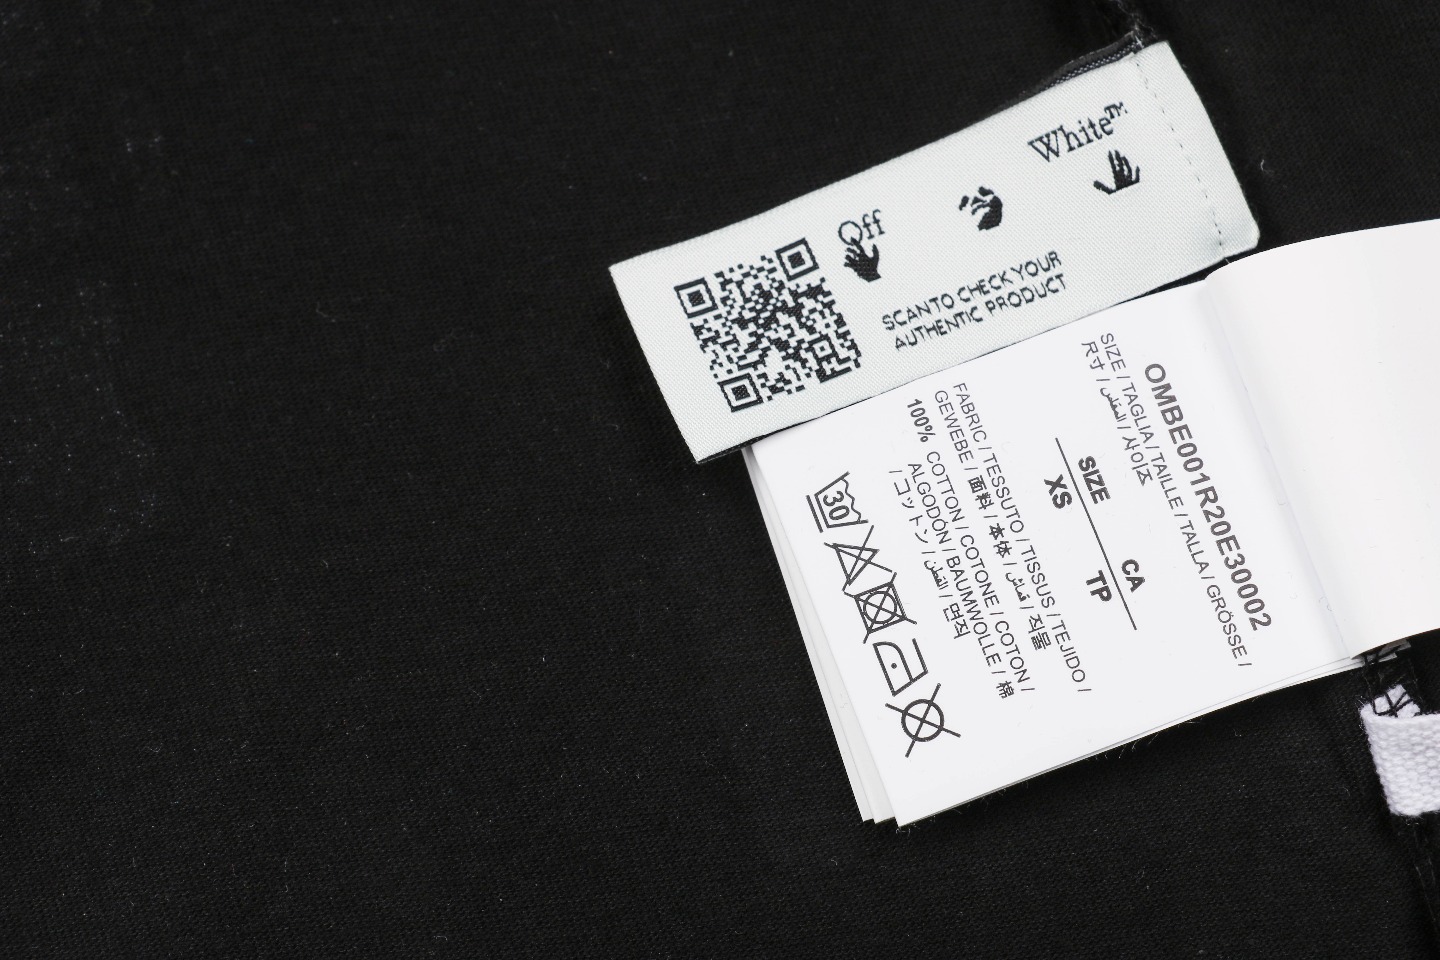 Off
White™
SCAN TO CHECK YOUR
AUTHENTIC PRODUCT
OMBE001R20E30002
SIZE / TAGLIA / TAILLE / TALLA / GRÖSSE /
尺寸 / المقاس / 사이즈
SIZE CA
XS TP
FABRIC / TESSUTO / TISSUS / TEJIDO /
GEWEBE / 面料 / 本体 / قماش / 직물
100% COTTON / COTONE / COTON /
ALGODÓN / BAUMWOLLE / 棉
/ コットン / القطن / 면직
30